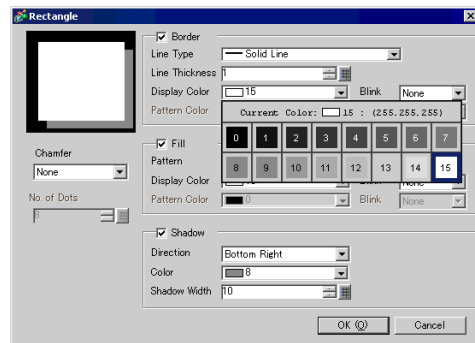 Rectangle
Border
Line Type Solid Line
Line Thickness 1
Display Color 15 Blink None
Pattern Color
Current Color: 15 : (255.255.255)
0 1 2 3 4 5 6 7
8 9 10 11 12 13 14 15
Fill
Pattern
Display Color Blink None
Pattern Color 0 Blink None
Chamfer
None
No. of Dots
8
Shadow
Direction Bottom Right
Color 8
Shadow Width 10
OK (O) Cancel